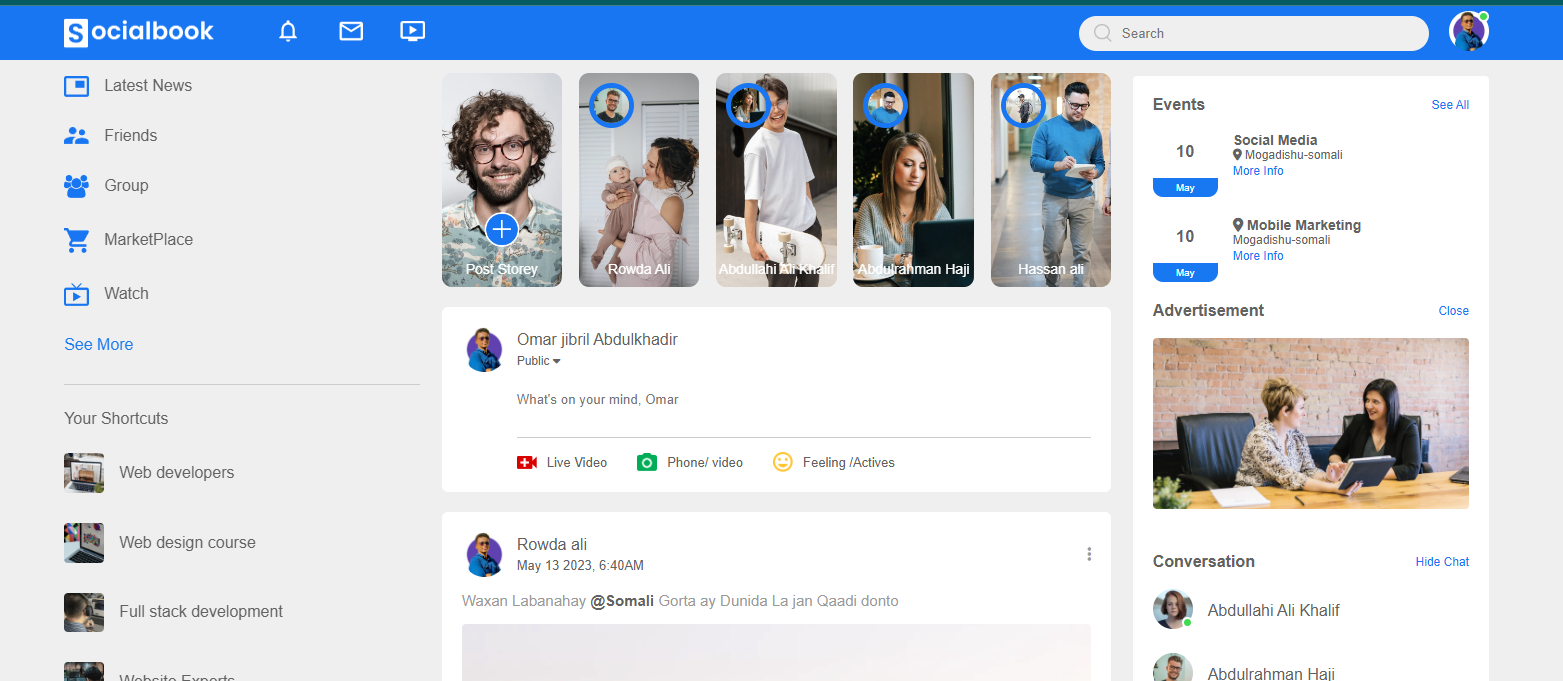 Socialbook
Search
Latest News
Friends
Group
MarketPlace
Watch
See More
Your Shortcuts
Web developers
Web design course
Full stack development
Website Experts
Post Storey
Rowda Ali
Abdullahi Ali Khalif
Abdulrahman Haji
Hassan ali
Omar jibril Abdulkhadir
Public
What's on your mind, Omar
Live Video
Phone/ video
Feeling /Actives
Rowda ali
May 13 2023, 6:40AM
Waxan Labanahay @Somali Gorta ay Dunida La jan Qaadi donto
Events
See All
10
May
Social Media
Mogadishu-somali
More Info
10
May
Mobile Marketing
Mogadishu-somali
More Info
Advertisement
Close
Conversation
Hide Chat
Abdullahi Ali Khalif
Abdulrahman Haji